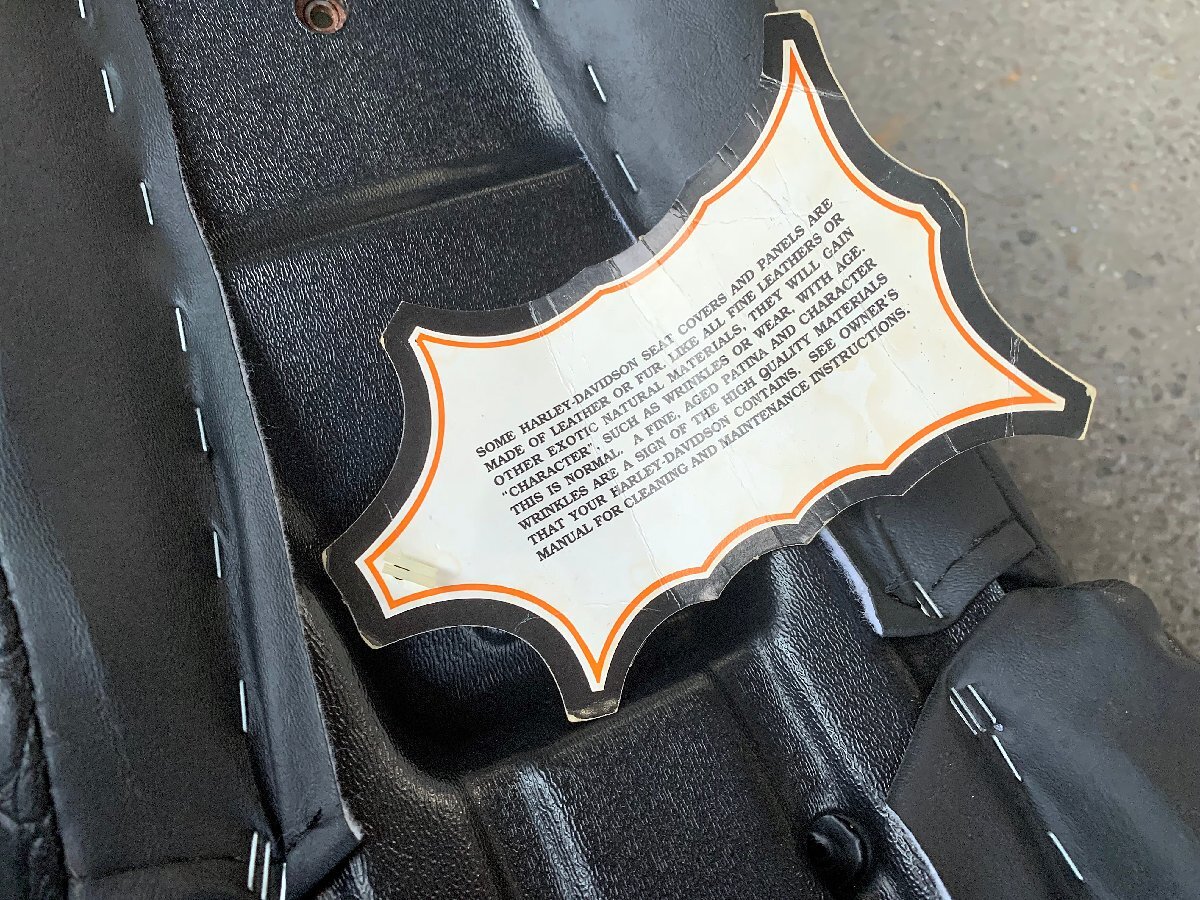 SOME HARLEY-DAVIDSON SEAT COVERS AND PANELS ARE
MADE OF LEATHER OR FUR. LIKE ALL FINE LEATHERS OR
OTHER EXOTIC NATURAL MATERIALS, THEY WILL GAIN
"CHARACTER", SUCH AS WRINKLES OR WEAR, WITH AGE.
THIS IS NORMAL. A FINE, AGED PATINA AND CHARACTER
WRINKLES ARE A SIGN OF THE HIGH QUALITY MATERIALS
THAT YOUR HARLEY-DAVIDSON CONTAINS. SEE OWNER'S
MANUAL FOR CLEANING AND MAINTENANCE INSTRUCTIONS.